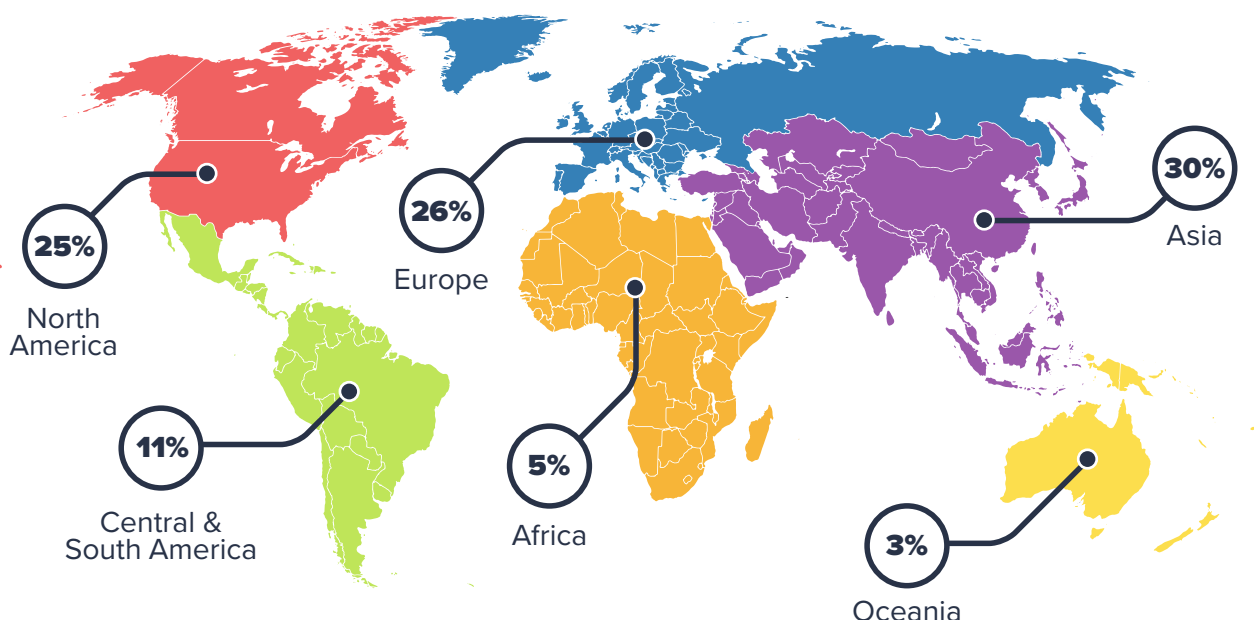 25%
North
America
26%
Europe
30%
Asia
11%
Central &
South America
5%
Africa
3%
Oceania